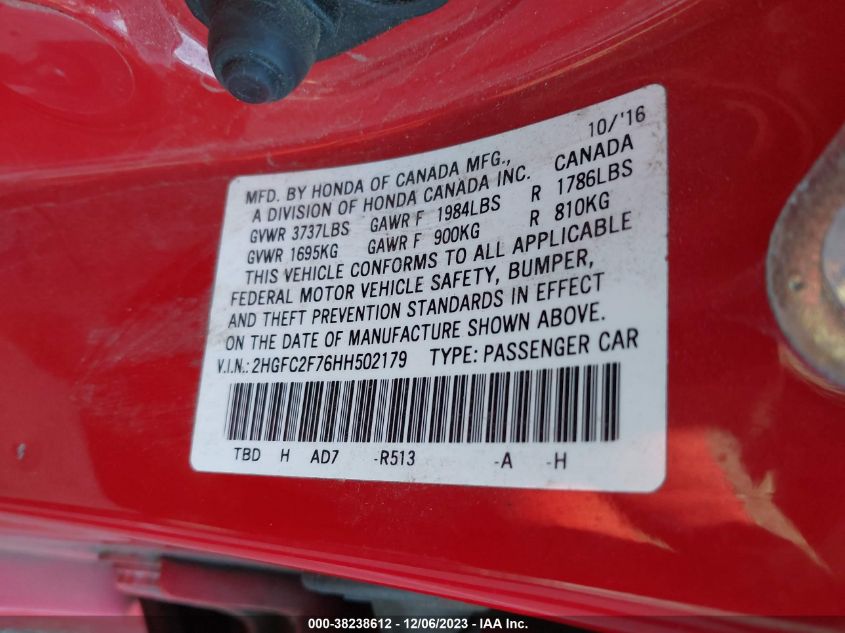 10/'16
MFD. BY HONDA OF CANADA MFG.,
A DIVISION OF HONDA CANADA INC. CANADA
GVWR 3737LBS GAWR F 1984LBS R 1786LBS
GVWR 1695KG GAWR F 900KG R 810KG
THIS VEHICLE CONFORMS TO ALL APPLICABLE
FEDERAL MOTOR VEHICLE SAFETY, BUMPER,
AND THEFT PREVENTION STANDARDS IN EFFECT
ON THE DATE OF MANUFACTURE SHOWN ABOVE.
V.I.N.: 2HGFC2F76HH502179 TYPE: PASSENGER CAR
TBD H AD7 -R513 -A -H
000-38238612 - 12/06/2023 - IAA Inc.